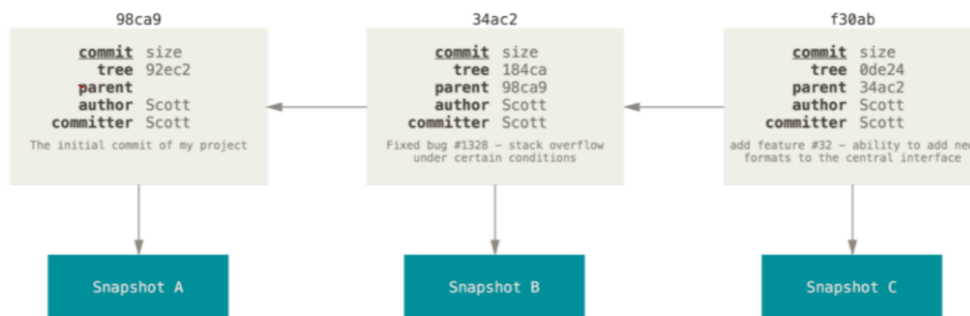 98ca9
commit size
tree 92ec2
parent
author Scott
committer Scott
The initial commit of my project
Snapshot A
34ac2
commit size
tree 184ca
parent 98ca9
author Scott
committer Scott
Fixed bug #1328 – stack overflow
under certain conditions
Snapshot B
f30ab
commit size
tree 0de24
parent 34ac2
author Scott
committer Scott
add feature #32 – ability to add new
formats to the central interface
Snapshot C